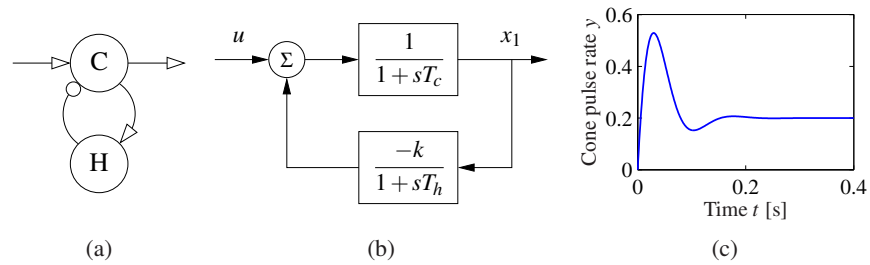 C
H
(a)
u
Σ
1
1 + sT_c
x_1
−k
1 + sT_h
(b)
Cone pulse rate y
0.6
0.4
0.2
0
0
0.2
0.4
Time t [s]
(c)